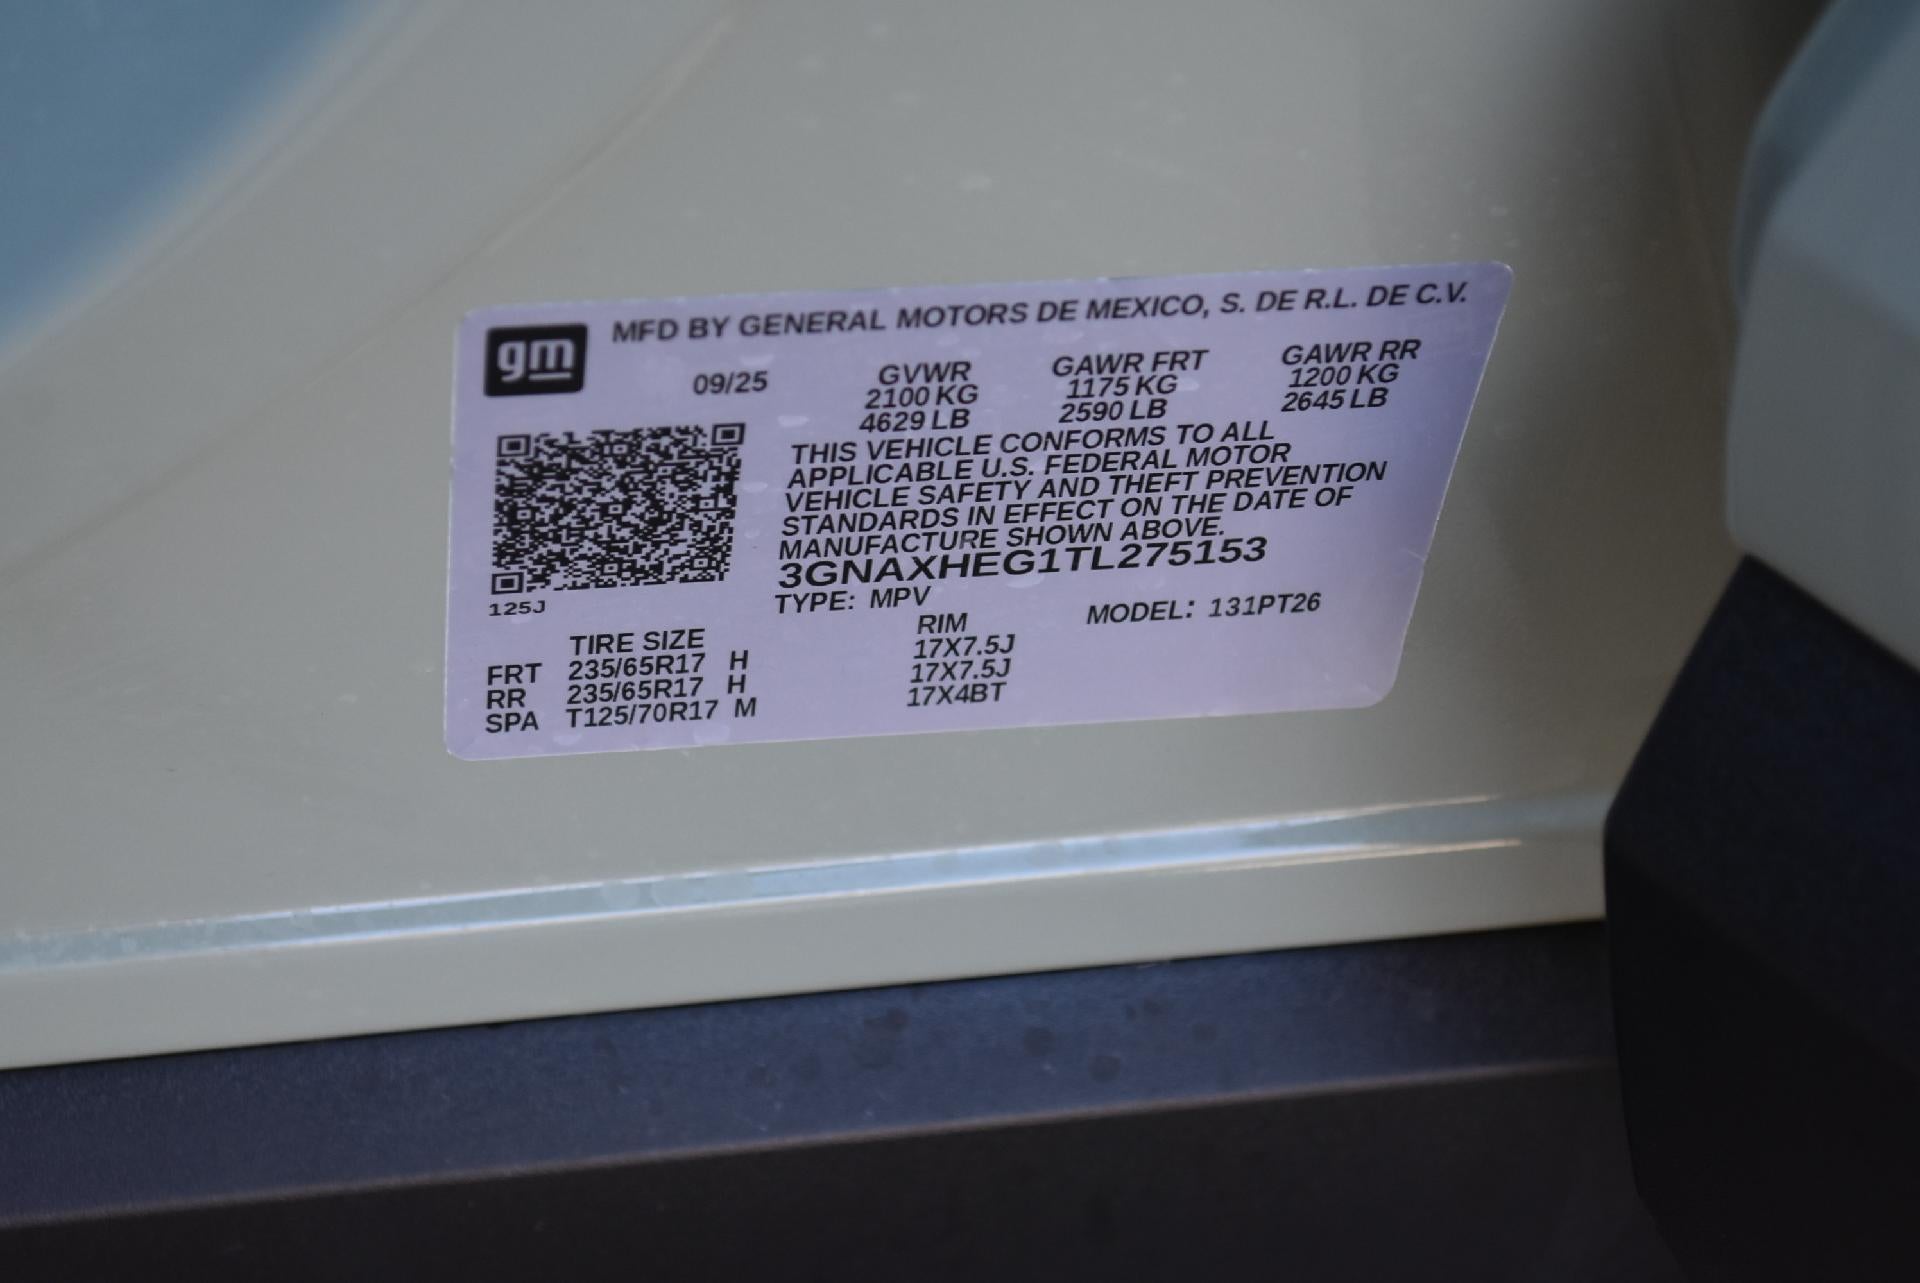 gm MFD BY GENERAL MOTORS DE MEXICO, S. DE R.L. DE C.V.
09/25 GVWR GAWR FRT GAWR RR
2100 KG 1175 KG 1200 KG
4629 LB 2590 LB 2645 LB
THIS VEHICLE CONFORMS TO ALL
APPLICABLE U.S. FEDERAL MOTOR
VEHICLE SAFETY AND THEFT PREVENTION
STANDARDS IN EFFECT ON THE DATE OF
MANUFACTURE SHOWN ABOVE.
3GNAXHEG1TL275153
125J TYPE: MPV MODEL: 131PT26
TIRE SIZE RIM
FRT 235/65R17 H 17X7.5J
RR 235/65R17 H 17X7.5J
SPA T125/70R17 M 17X4BT